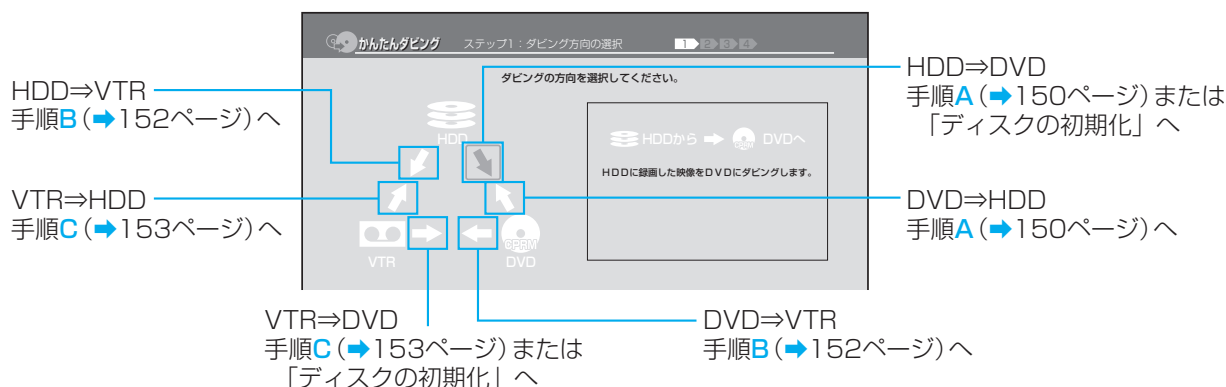 かんたんダビング ステップ1：ダビング方向の選択 1 2 3 4
ダビングの方向を選択してください。
HDD
HDDから ➡ DVDへ
CPRM
HDDに録画した映像をDVDにダビングします。
VTR
CPRM
DVD
HDD⇒VTR
手順B（➡152ページ）へ
VTR⇒HDD
手順C（➡153ページ）へ
HDD⇒DVD
手順A（➡150ページ）または
「ディスクの初期化」へ
DVD⇒HDD
手順A（➡150ページ）へ
VTR⇒DVD
手順C（➡153ページ）または
「ディスクの初期化」へ
DVD⇒VTR
手順B（➡152ページ）へ